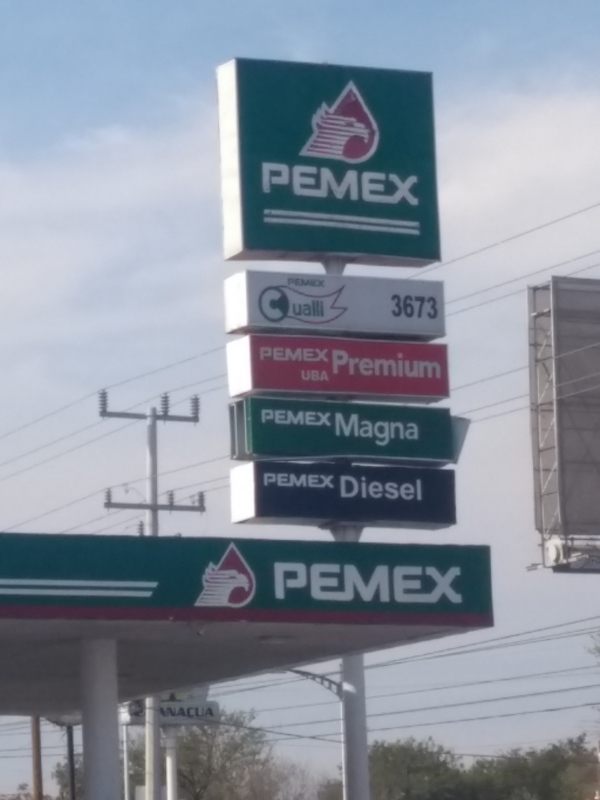 PEMEX
PEMEX
Cualli 3673
PEMEX Premium
UBA
PEMEX Magna
PEMEX Diesel
PEMEX
ANACUA